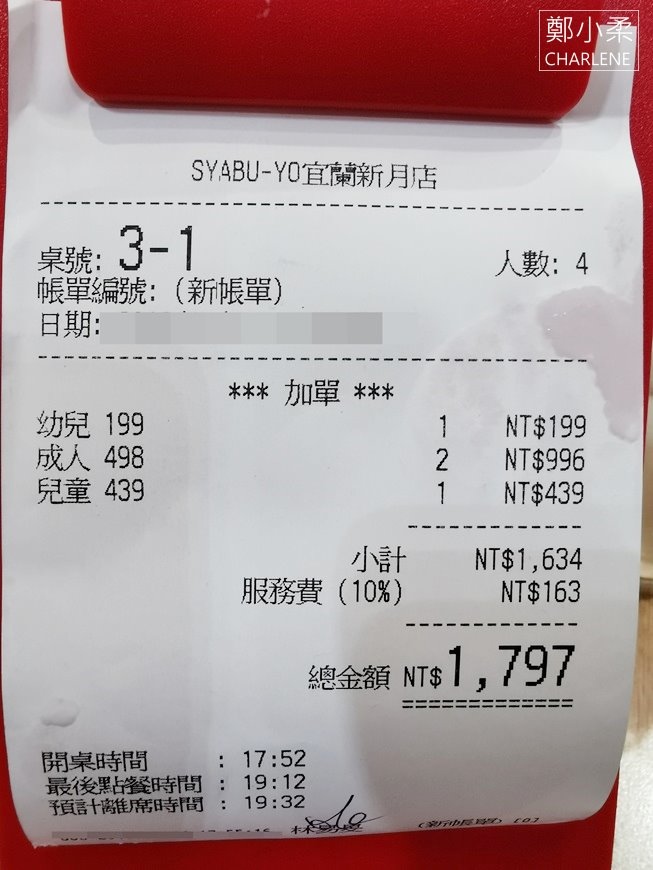 鄭小柔
CHARLENE
SYABU-YO宜蘭新月店
桌號: 3-1 人數: 4
帳單編號: (新帳單)
日期:
*** 加單 ***
幼兒 199 1 NT$199
成人 498 2 NT$996
兒童 439 1 NT$439
小計 NT$1,634
服務費 (10%) NT$163
總金額 NT$1,797
開桌時間 : 17:52
最後點餐時間 : 19:12
預計離席時間 : 19:32
(新帳單) [0]